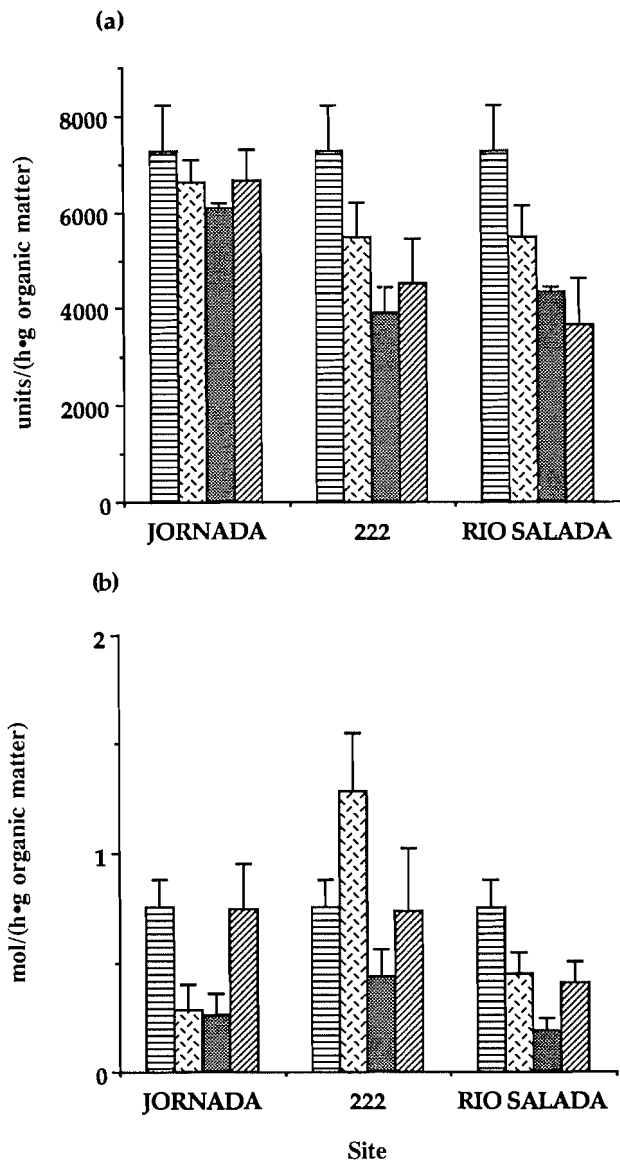 (a)
units/(h•g organic matter)
8000
6000
4000
2000
0
JORNADA 222 RIO SALADA
(b)
mol/(h•g organic matter)
2
1
0
JORNADA 222 RIO SALADA
Site